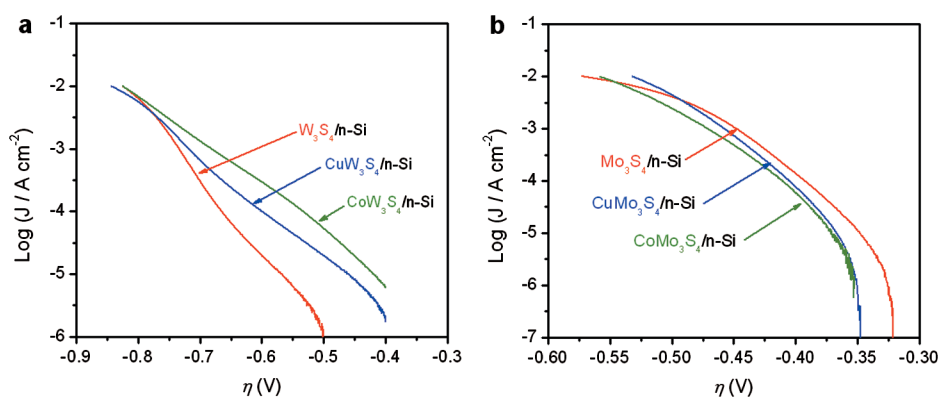 a
Log (J / A cm⁻²)
-1
-2
-3
-4
-5
-6
W₃S₄/n-Si
CuW₃S₄/n-Si
CoW₃S₄/n-Si
-0.9 -0.8 -0.7 -0.6 -0.5 -0.4 -0.3
η (V)
b
Log (J / A cm⁻²)
-1
-2
-3
-4
-5
-6
-7
Mo₃S₄/n-Si
CuMo₃S₄/n-Si
CoMo₃S₄/n-Si
-0.60 -0.55 -0.50 -0.45 -0.40 -0.35 -0.30
η (V)